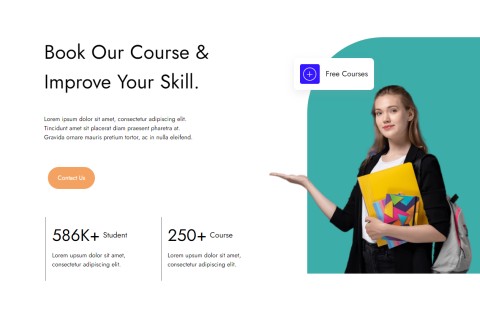 Book Our Course &
Improve Your Skill.
Free Courses
Lorem ipsum dolor sit amet, consectetur adipiscing elit.
Tincidunt amet sit placerat diam praesent pharetra at.
Gravida ornare mauris pretium tortor, ac in nulla eleifend.
Contact Us
586K+ Student
Lorem ipsum dolor sit amet,
consectetur adipiscing elit.
250+ Course
Lorem ipsum dolor sit amet,
consectetur adipiscing elit.